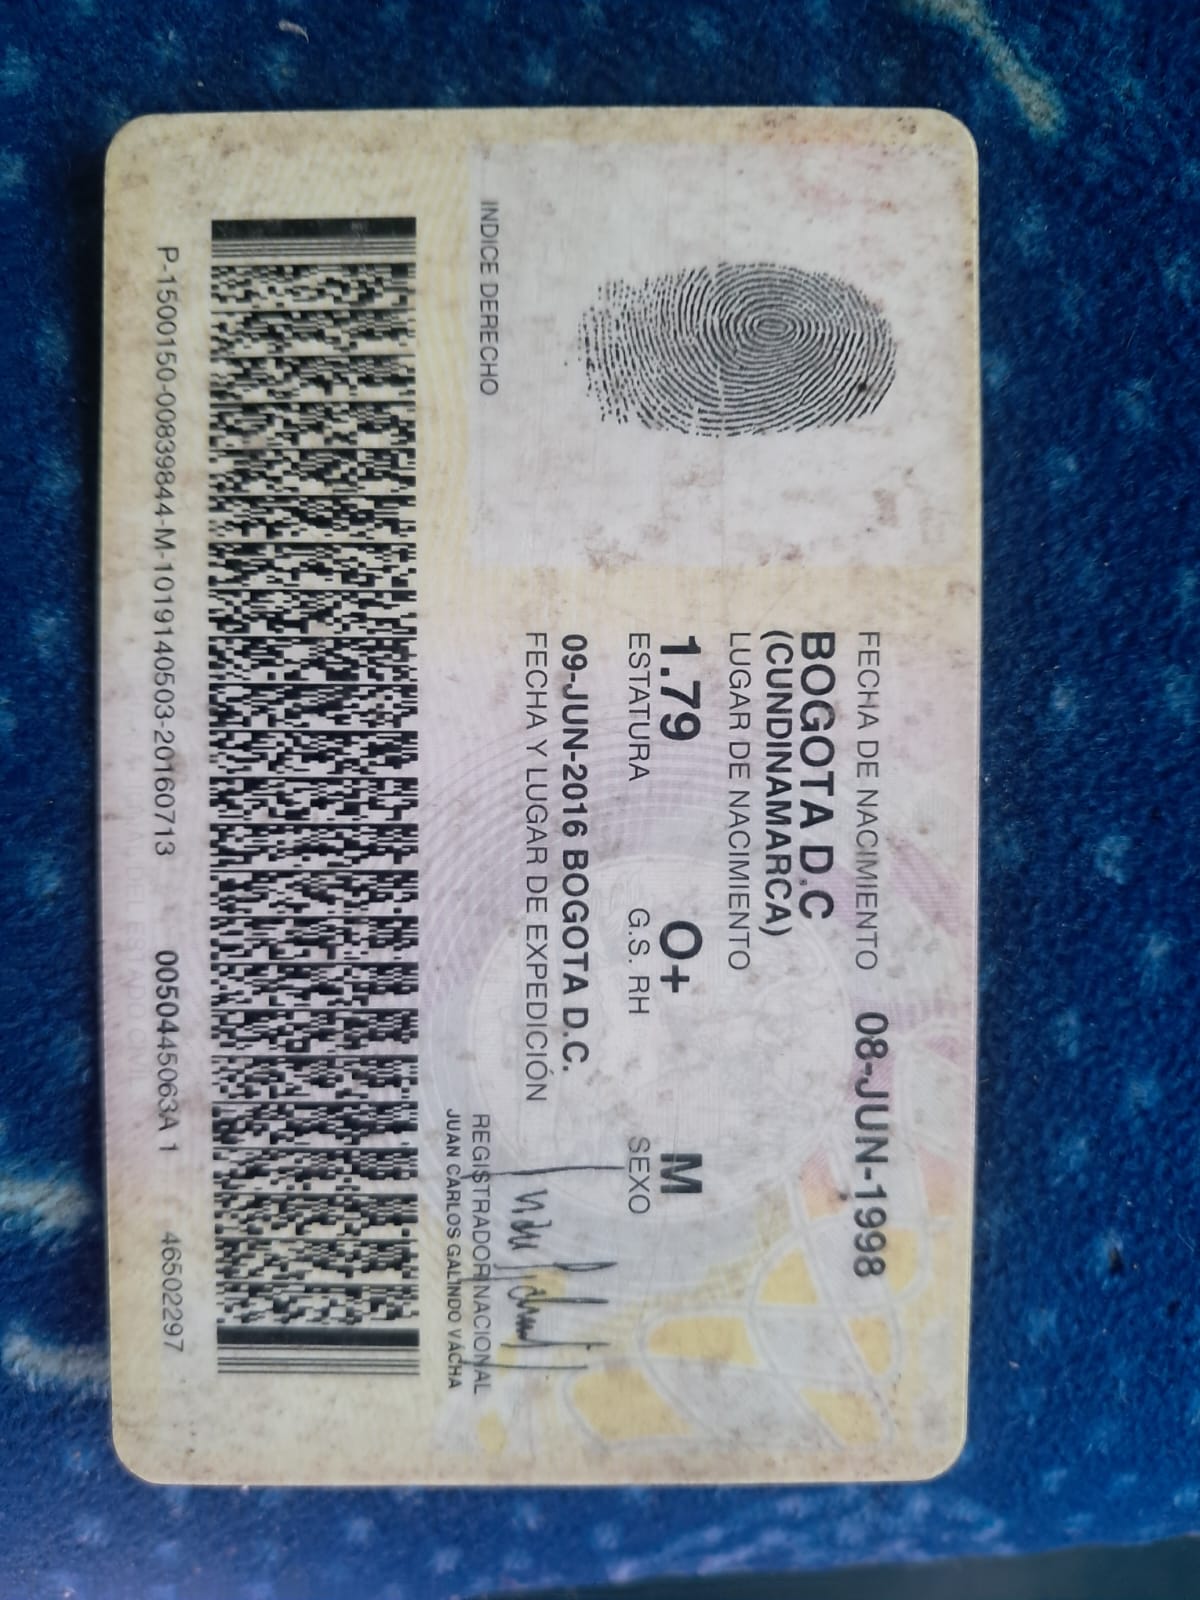 FECHA DE NACIMIENTO 08-JUN-1998
BOGOTA D.C
(CUNDINAMARCA)
LUGAR DE NACIMIENTO
1.79 O+ M
ESTATURA G.S. RH SEXO
09-JUN-2016 BOGOTA D.C.
FECHA Y LUGAR DE EXPEDICIÓN
INDICE DERECHO
REGISTRADOR NACIONAL
JUAN CARLOS GALINDO VÁCHA
P-1500150-00839844-M-1019140503-20160713 0050445063A 1 46502297